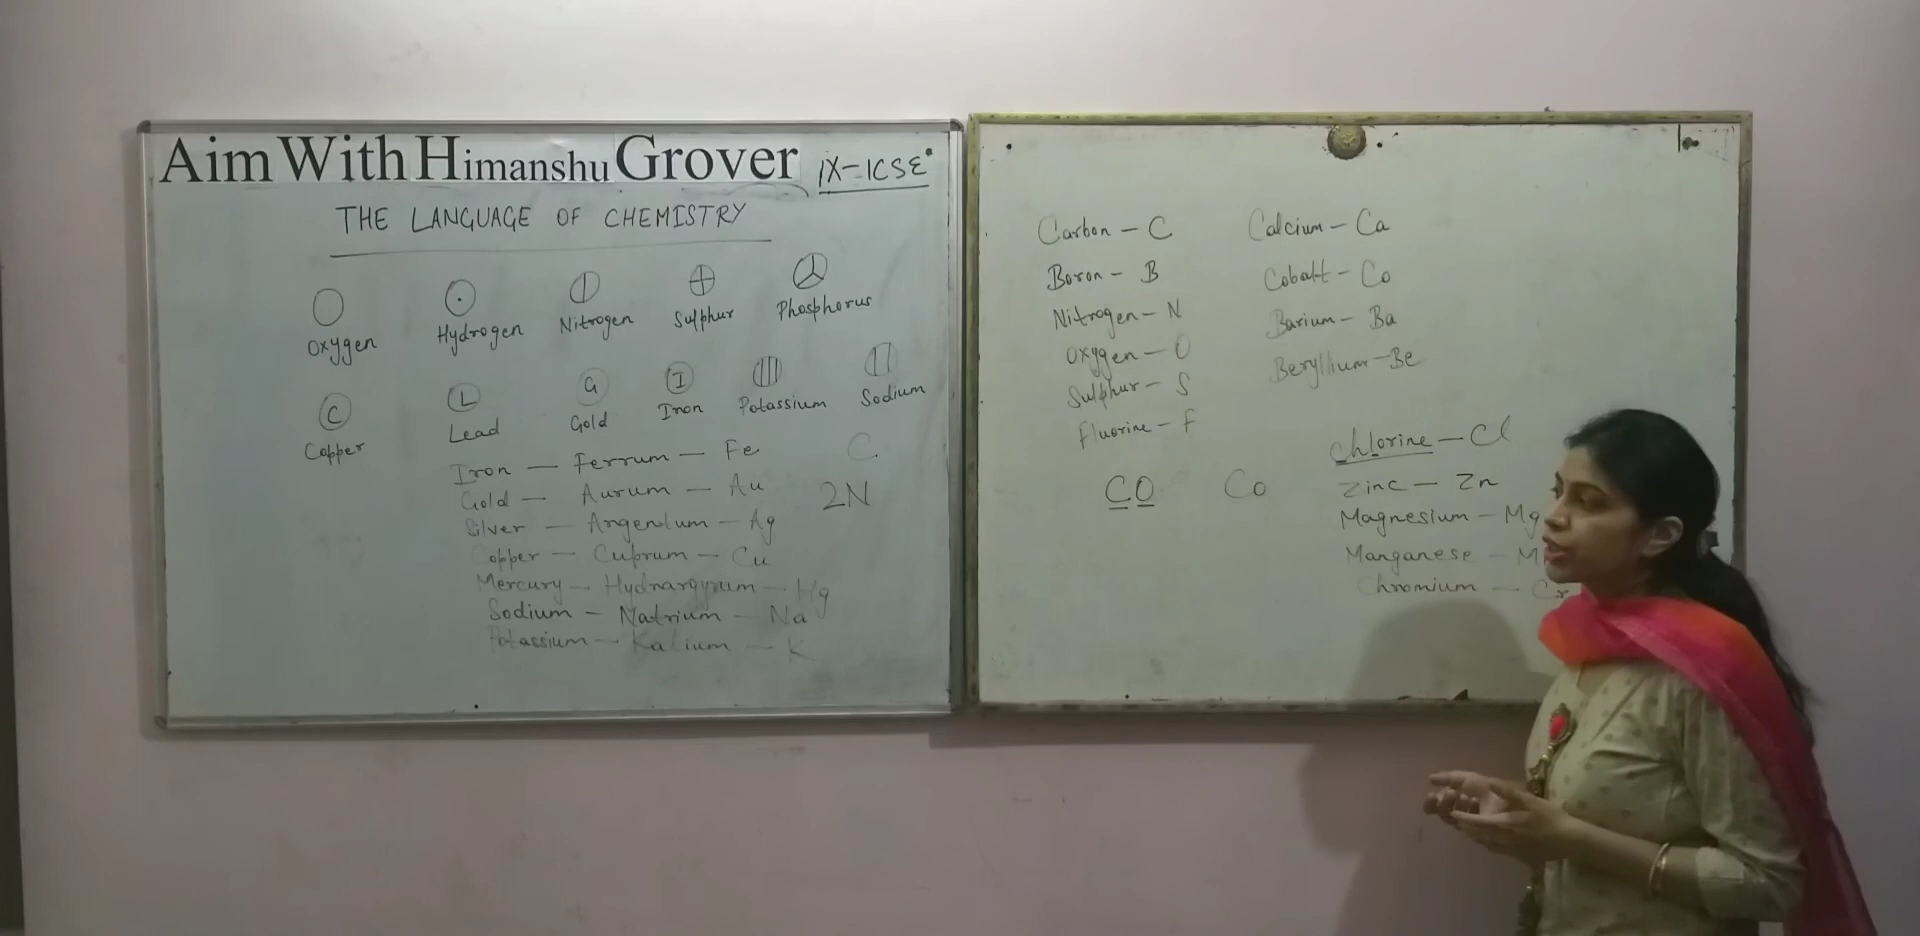 Aim With Himanshu Grover IX-ICSE
THE LANGUAGE OF CHEMISTRY
Oxygen Hydrogen Nitrogen Sulphur Phosphorus
C L G I
Copper Lead Gold Iron Potassium Sodium
Iron — Ferrum — Fe
Gold — Aurum — Au
Silver — Argentum — Ag
Copper — Cuprum — Cu
Mercury — Hydrargyrum — Hg
Sodium — Natrium — Na
Potassium — Kalium — K
C
2N
Carbon — C
Boron — B
Nitrogen — N
Oxygen — O
Sulphur — S
Fluorine — F
Calcium — Ca
Cobalt — Co
Barium — Ba
Beryllium — Be
CO Co
Chlorine — Cl
Zinc — Zn
Magnesium — Mg
Manganese — M
Chromium — Cr